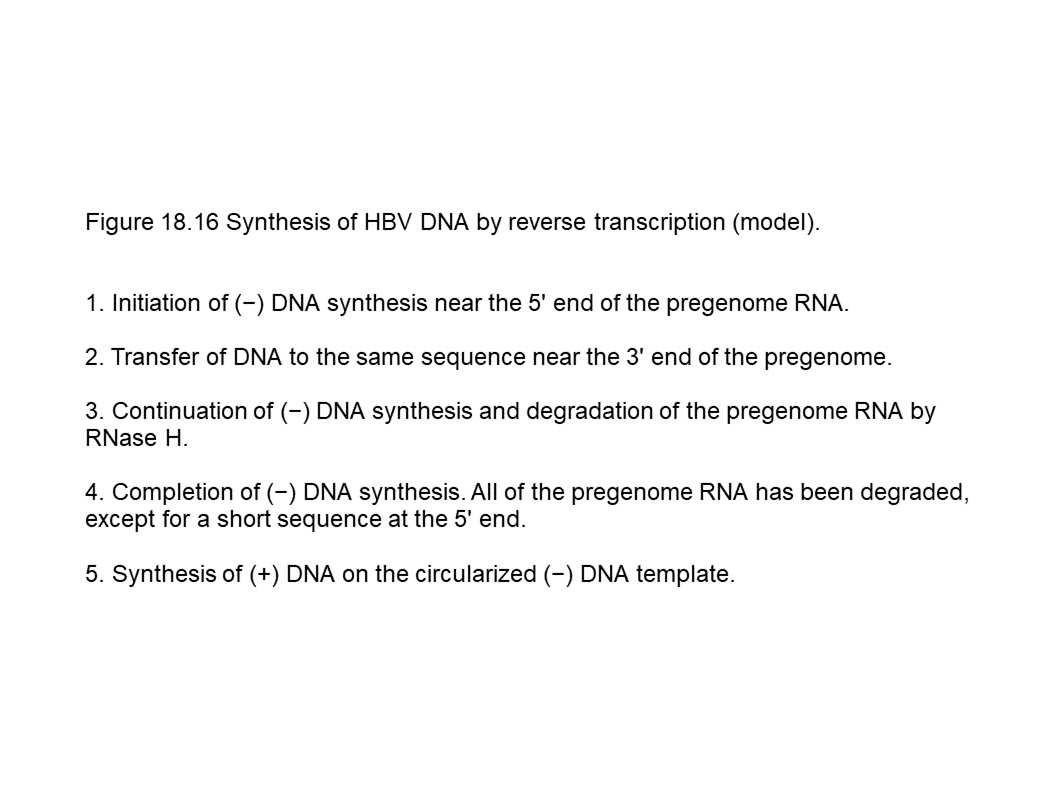 Figure 18.16 Synthesis of HBV DNA by reverse transcription (model).
1. Initiation of (−) DNA synthesis near the 5' end of the pregenome RNA.
2. Transfer of DNA to the same sequence near the 3' end of the pregenome.
3. Continuation of (−) DNA synthesis and degradation of the pregenome RNA by
RNase H.
4. Completion of (−) DNA synthesis. All of the pregenome RNA has been degraded,
except for a short sequence at the 5' end.
5. Synthesis of (+) DNA on the circularized (−) DNA template.